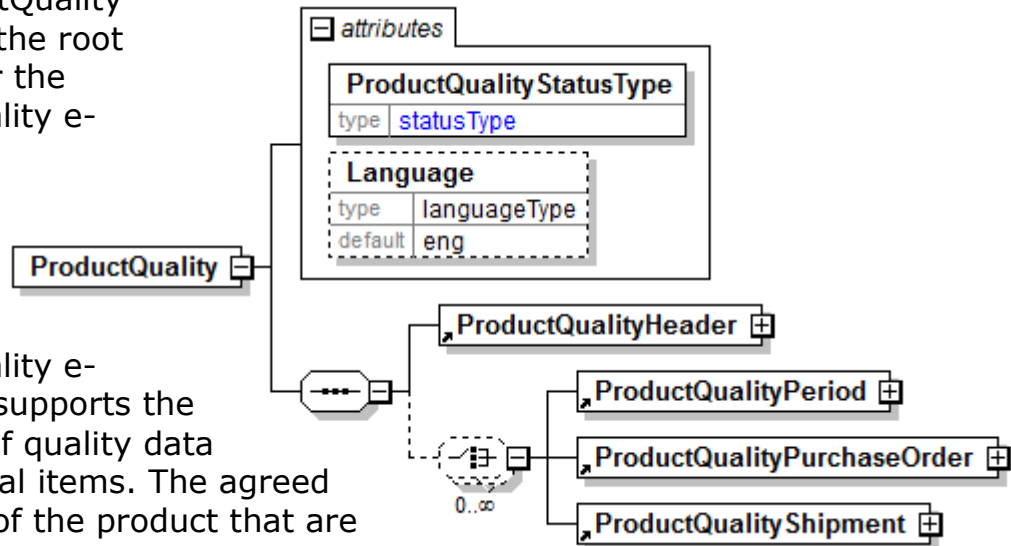 ctQuality
the root
r the
lity e-
attributes
ProductQualityStatusType
type statusType
Language
type languageType
default eng
ProductQuality
ProductQualityHeader
lity e-
supports the
f quality data
al items. The agreed
of the product that are
ProductQualityPeriod
ProductQualityPurchaseOrder
0..∞
ProductQualityShipment